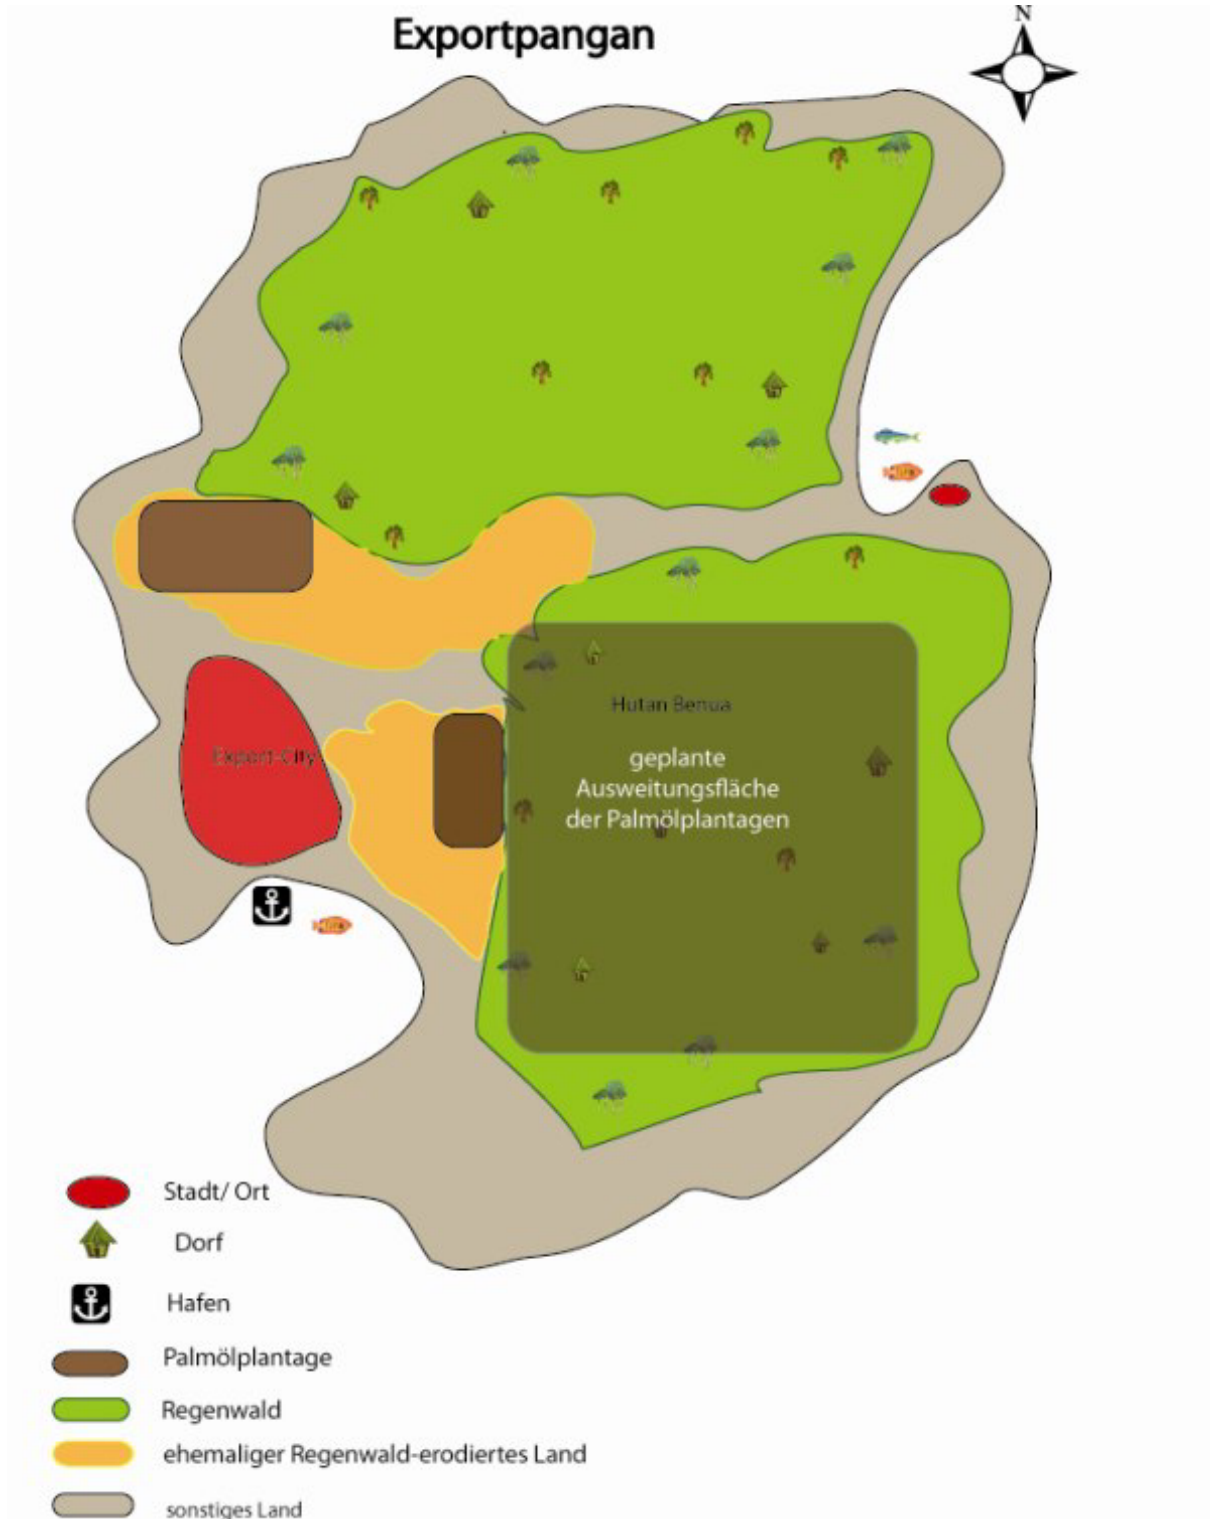 Exportpangan
N
Export-City
Hutan Benua
geplante
Ausweitungsfläche
der Palmölplantagen
Stadt/ Ort
Dorf
Hafen
Palmölplantage
Regenwald
ehemaliger Regenwald-erodiertes Land
sonstiges Land